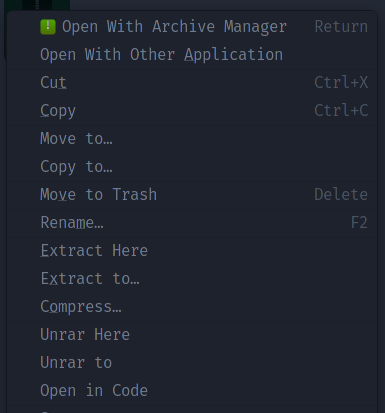 Open With Archive Manager Return
Open With Other Application
Cut Ctrl+X
Copy Ctrl+C
Move to…
Copy to…
Move to Trash Delete
Rename… F2
Extract Here
Extract to…
Compress…
Unrar Here
Unrar to
Open in Code